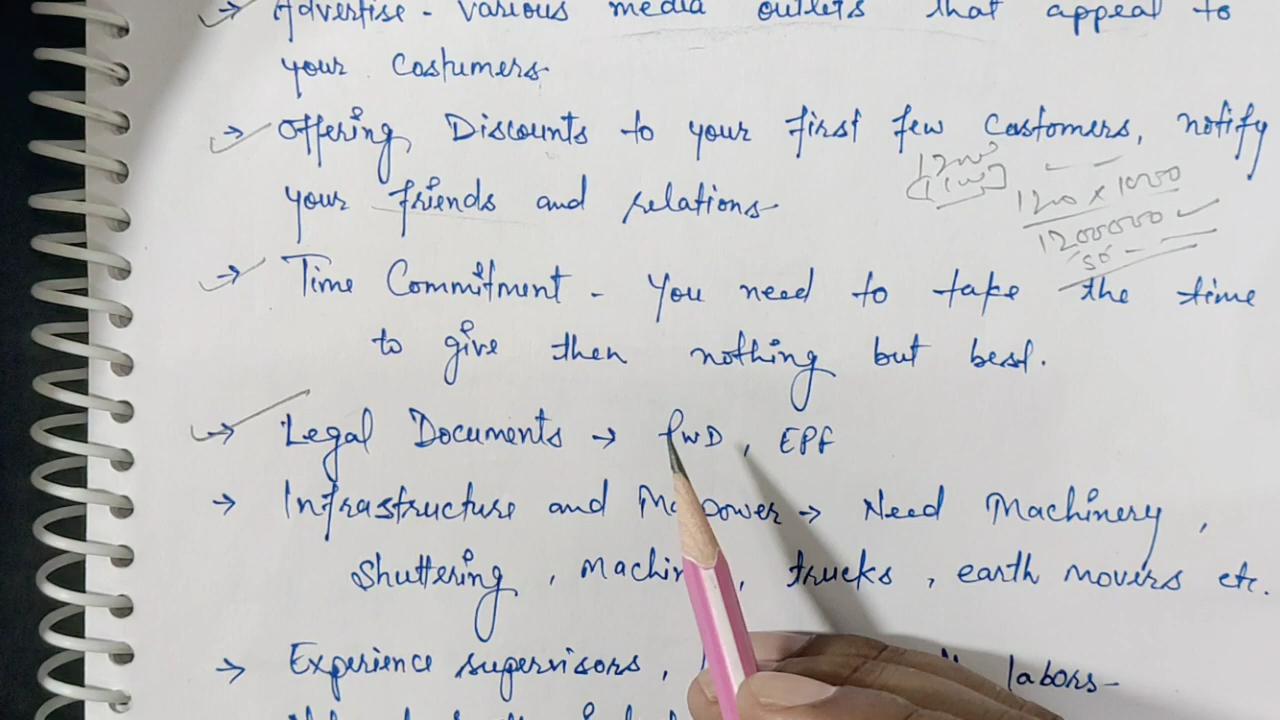 → Advertise - various media outlets that appeal to
your Costumers
→ Offering Discounts to your first few Castomers, notify
your friends and relations
1200 x 1000
12000000
50
→ Time Commitment - You need to take the time
to give then nothing but best.
→ Legal Documents → PWD, EPF
→ Infrastructure and power → Need Machinery,
Shuttering, machin, trucks, earth movers etc.
→ Experience supervisors, labors-